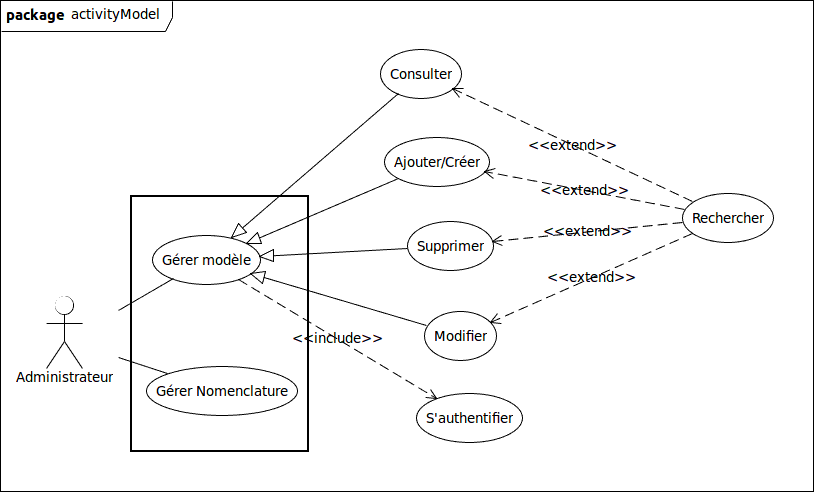 package activityModel
Consulter
<<extend>>
Ajouter/Créer
<<extend>>
Rechercher
<<extend>>
Supprimer
Gérer modèle
<<extend>>
<<include>>
Modifier
Administrateur
Gérer Nomenclature
S'authentifier